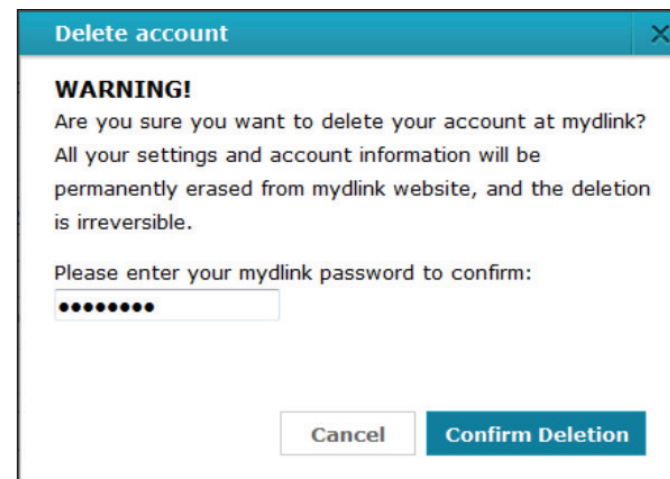 Delete account
WARNING!
Are you sure you want to delete your account at mydlink?
All your settings and account information will be
permanently erased from mydlink website, and the deletion
is irreversible.
Please enter your mydlink password to confirm:
••••••••
Cancel
Confirm Deletion